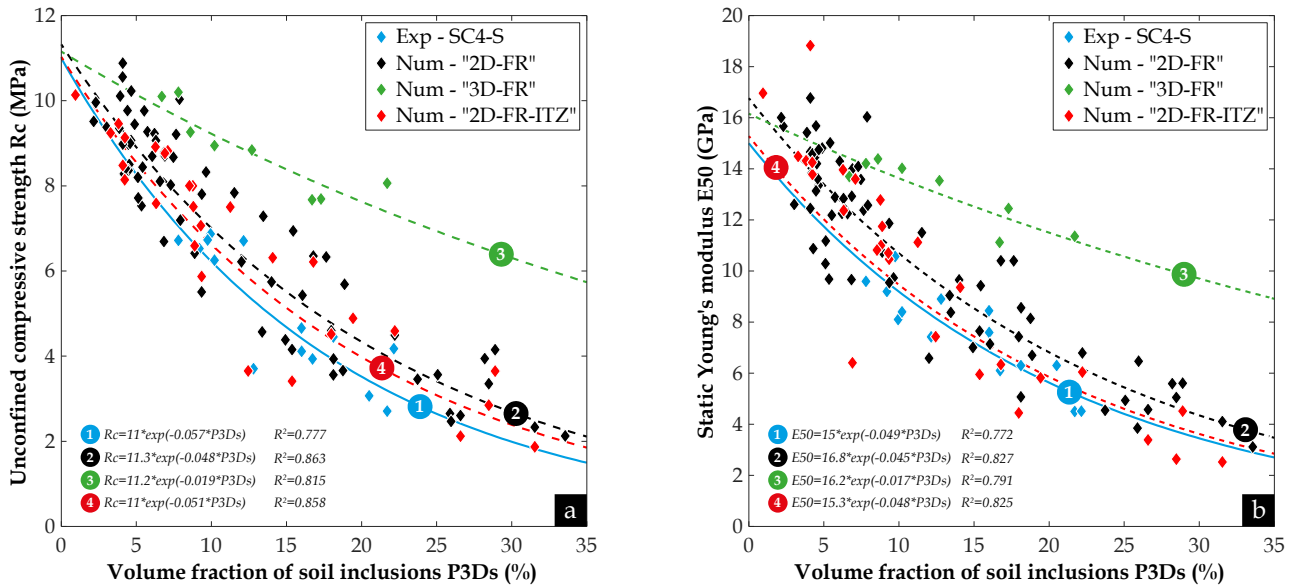 12
11
10
8
6
4
2
0
0
5
10
15
20
25
30
35
Unconfined compressive strength Rc (MPa)
Volume fraction of soil inclusions P3Ds (%)
Exp - SC4-S
Num - "2D-FR"
Num - "3D-FR"
Num - "2D-FR-ITZ"
3
4
1
2
1 Rc=11*exp(-0.057*P3Ds) R²=0.777
2 Rc=11.3*exp(-0.048*P3Ds) R²=0.863
3 Rc=11.2*exp(-0.019*P3Ds) R²=0.815
4 Rc=11*exp(-0.051*P3Ds) R²=0.858
a
20
18
16
14
12
10
8
6
4
2
0
0
5
10
15
20
25
30
35
Static Young's modulus E50 (GPa)
Volume fraction of soil inclusions P3Ds (%)
Exp - SC4-S
Num - "2D-FR"
Num - "3D-FR"
Num - "2D-FR-ITZ"
4
3
1
2
1 E50=15*exp(-0.049*P3Ds) R²=0.772
2 E50=16.8*exp(-0.045*P3Ds) R²=0.827
3 E50=16.2*exp(-0.017*P3Ds) R²=0.791
4 E50=15.3*exp(-0.048*P3Ds) R²=0.825
b